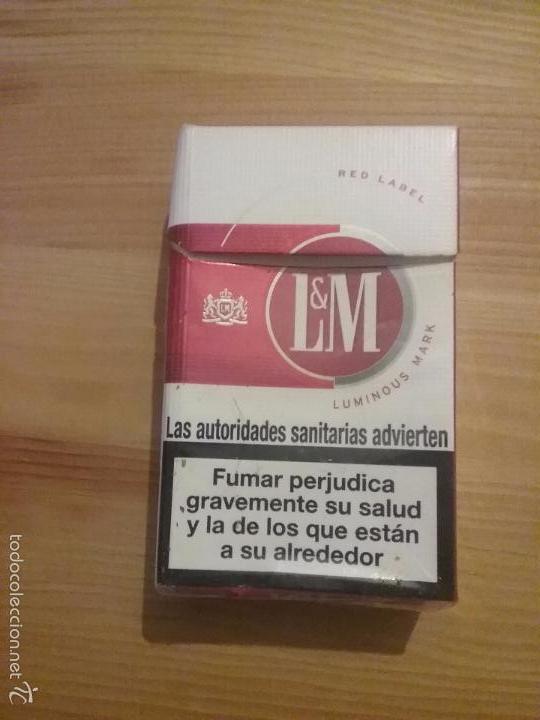 RED LABEL
L&M
LM
LUMINOUS MARK
Las autoridades sanitarias advierten
Fumar perjudica
gravemente su salud
y la de los que están
a su alrededor
todocoleccion.net